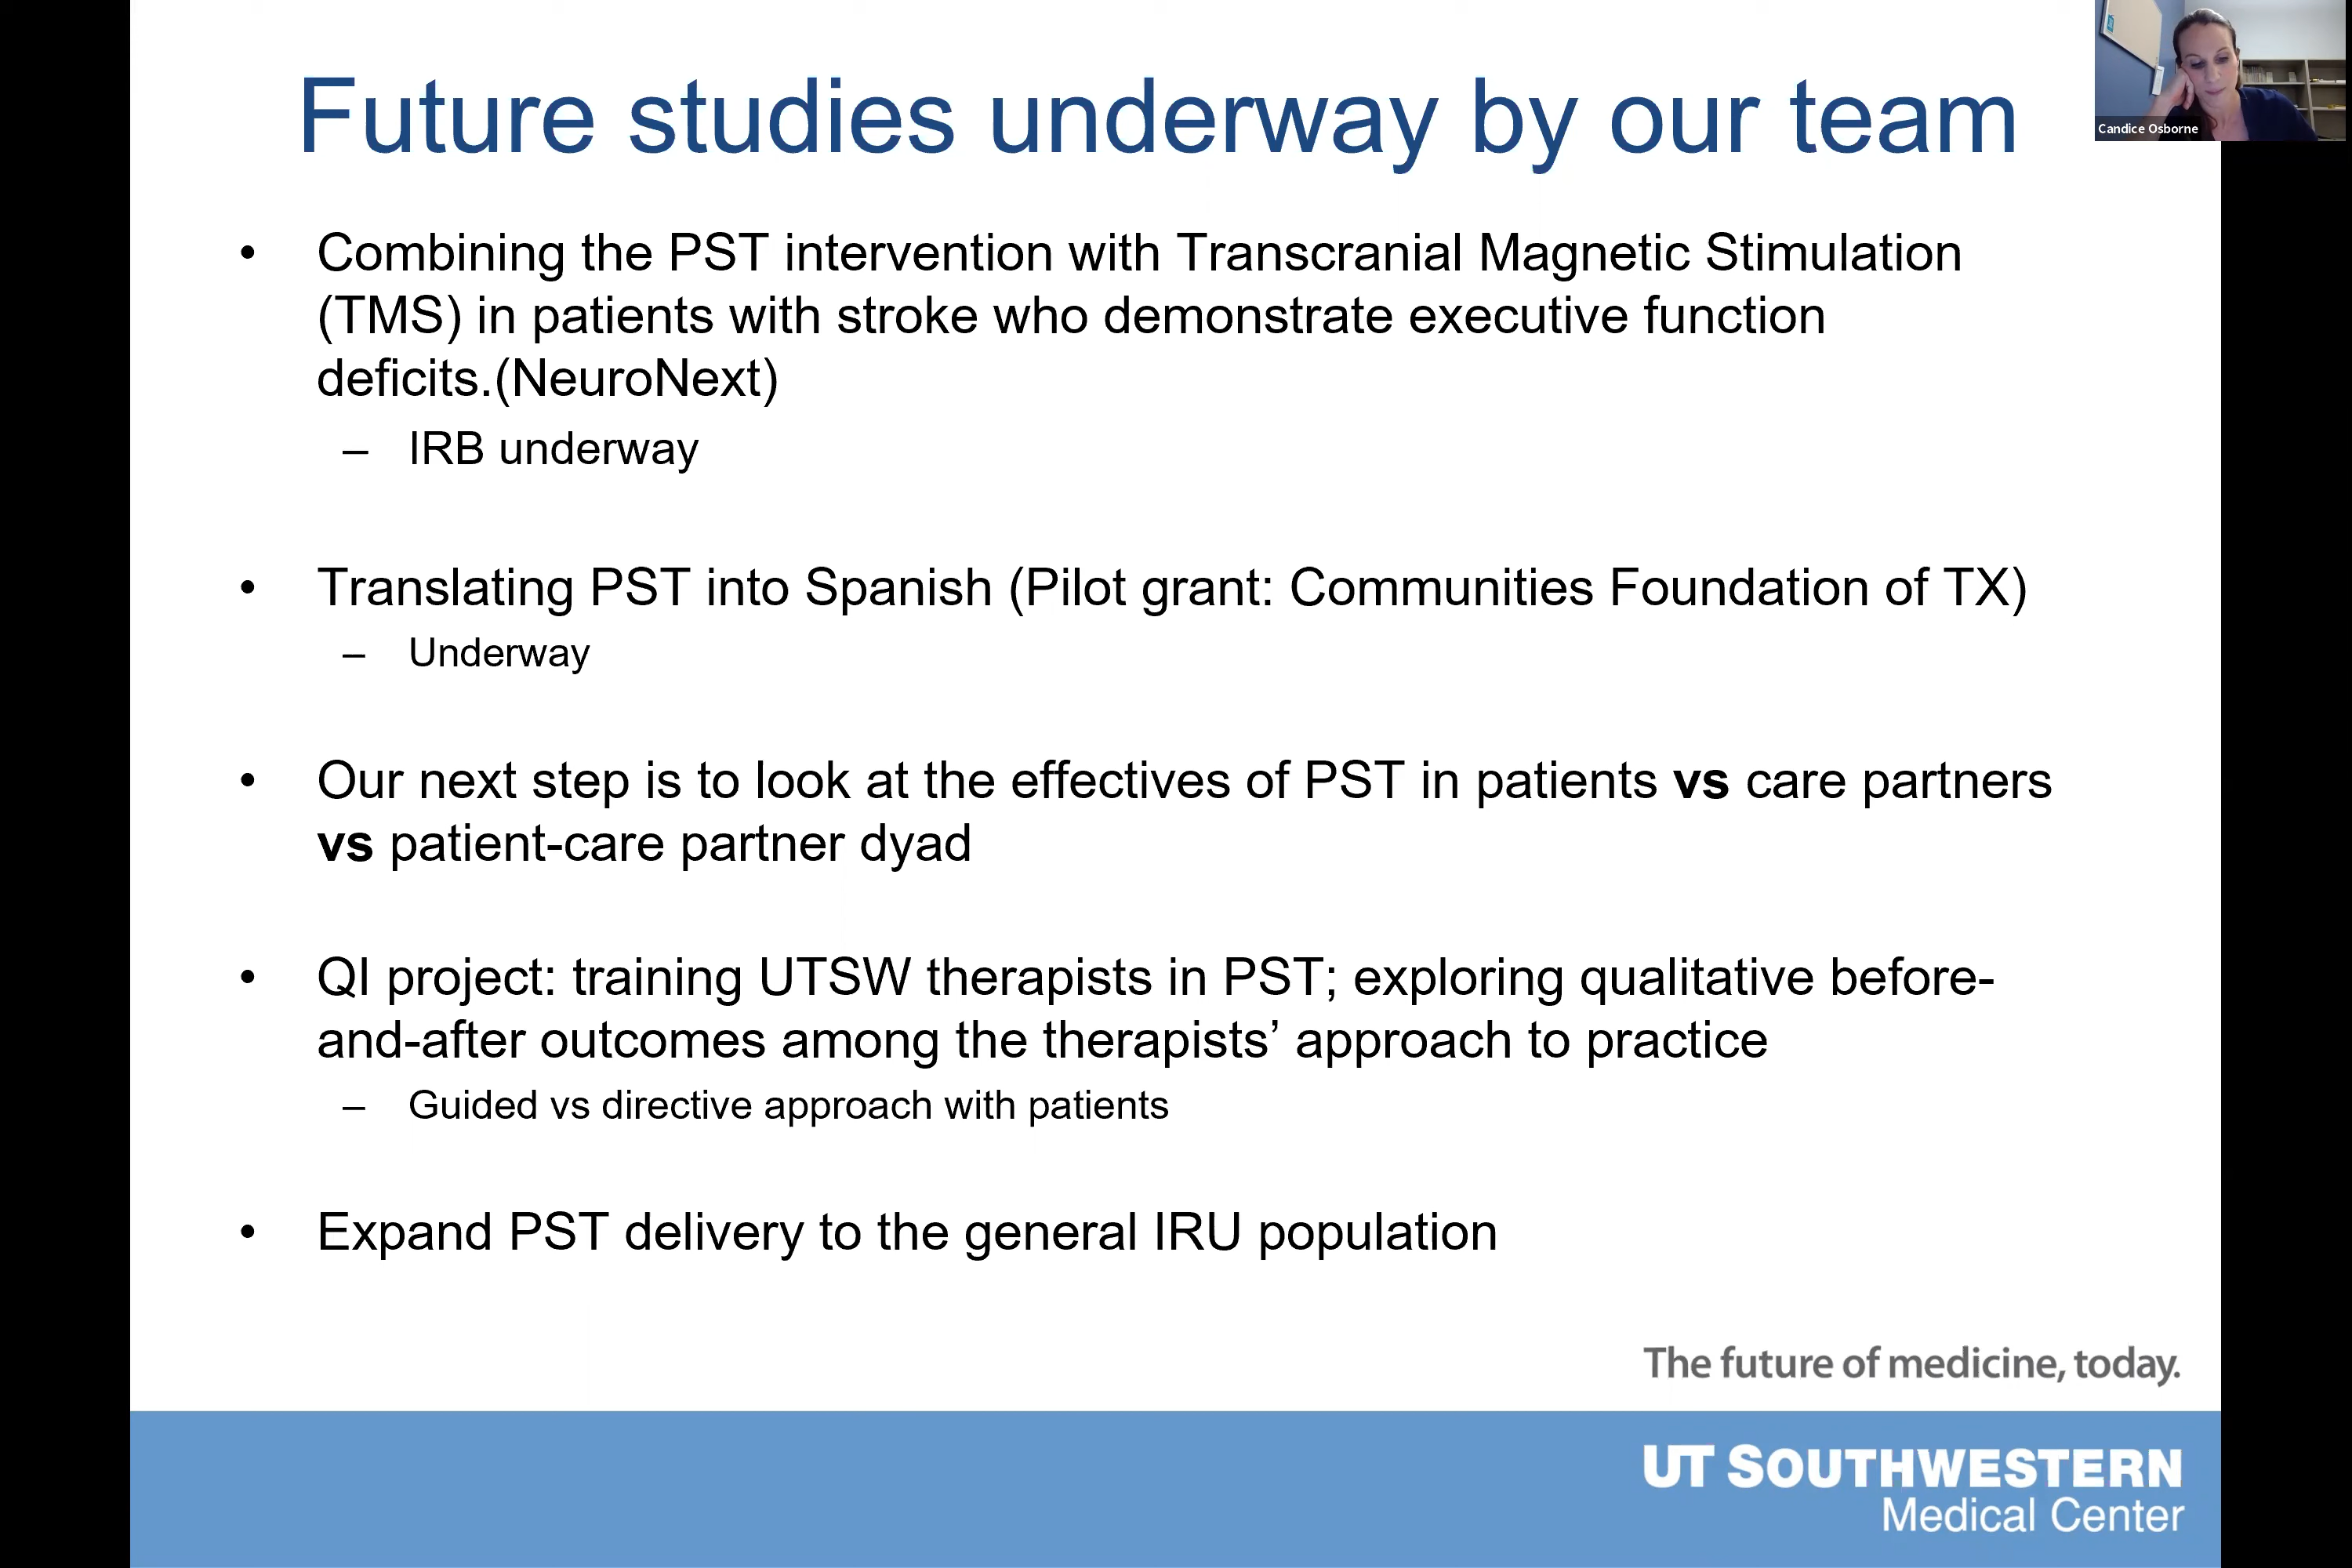 Future studies underway by our team
Candice Osborne
• Combining the PST intervention with Transcranial Magnetic Stimulation
(TMS) in patients with stroke who demonstrate executive function
deficits.(NeuroNext)
– IRB underway
• Translating PST into Spanish (Pilot grant: Communities Foundation of TX)
– Underway
• Our next step is to look at the effectives of PST in patients vs care partners
vs patient-care partner dyad
• QI project: training UTSW therapists in PST; exploring qualitative before-
and-after outcomes among the therapists’ approach to practice
– Guided vs directive approach with patients
• Expand PST delivery to the general IRU population
The future of medicine, today.
UT SOUTHWESTERN
Medical Center